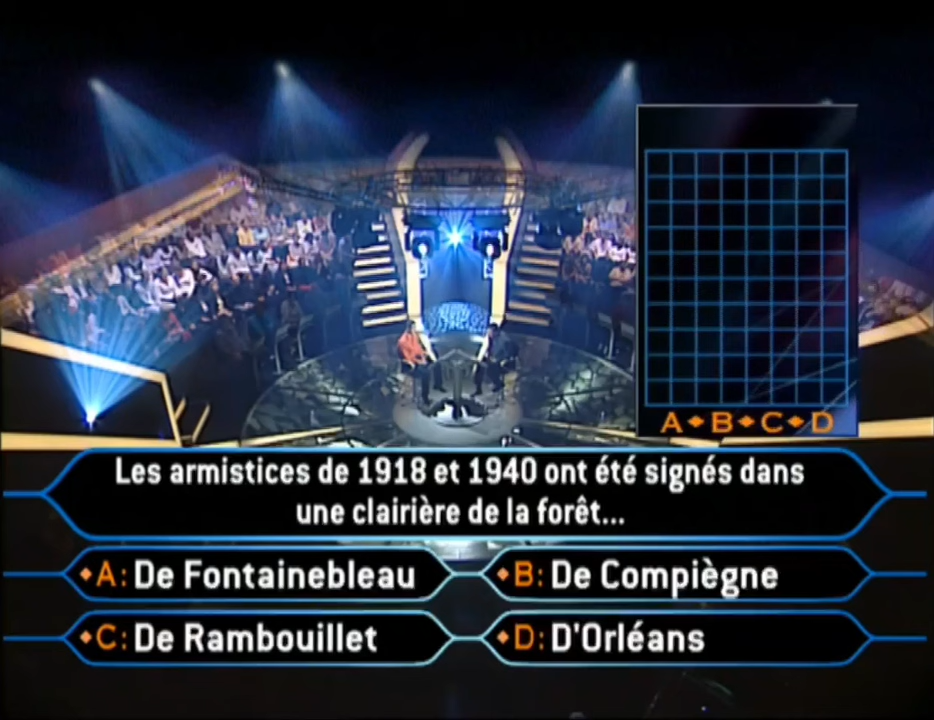 A B C D
Les armistices de 1918 et 1940 ont été signés dans
une clairière de la forêt...
A: De Fontainebleau
B: De Compiègne
C: De Rambouillet
D: D'Orléans